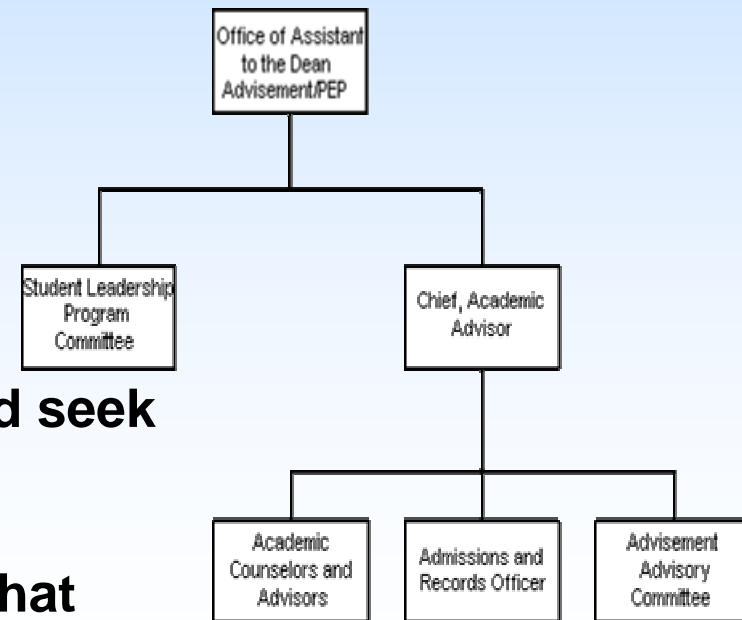 Office of Assistant
to the Dean
Advisement/PEP
Student Leadership
Program
Committee
Chief, Academic
Advisor
seek
Academic
Counselors and
Advisors
Admissions and
Records Officer
Advisement
Advisory
Committee